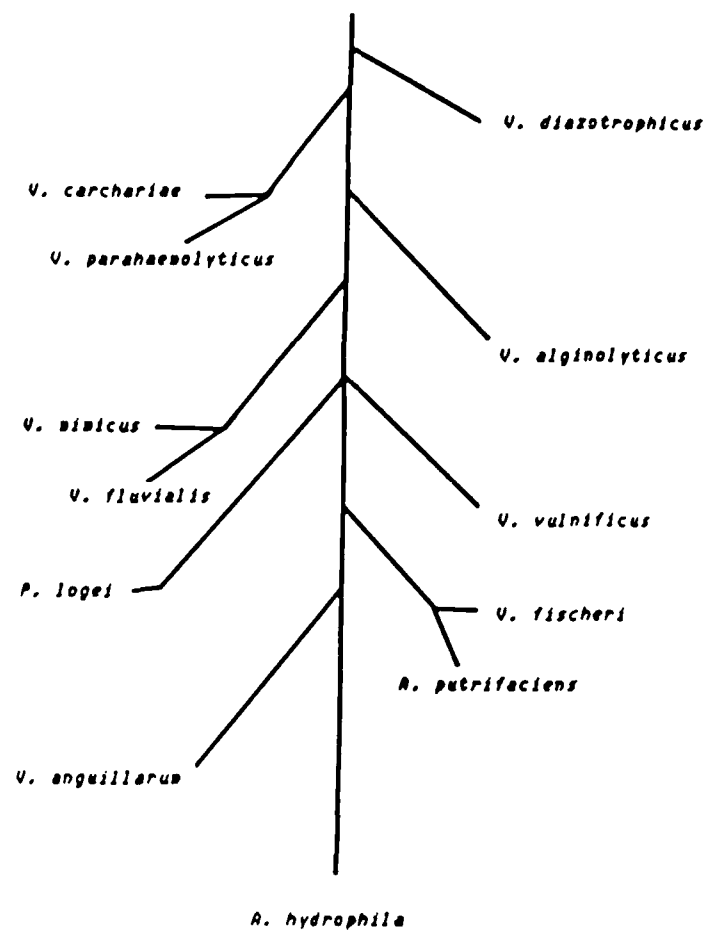 V. diazotrophicus
V. carchariae
V. parahaemolyticus
V. alginolyticus
V. mimicus
V. fluvialis
V. vulnificus
P. logei
V. fischeri
A. putrifaciens
V. anguillarum
A. hydrophila